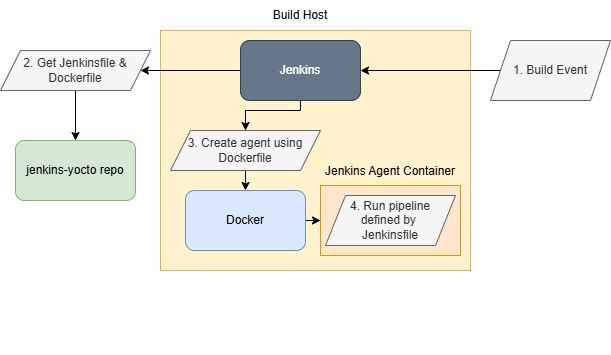 Build Host
2. Get Jenkinsfile &
Dockerfile
Jenkins
1. Build Event
3. Create agent using
Dockerfile
jenkins-yocto repo
Jenkins Agent Container
Docker
4. Run pipeline
defined by
Jenkinsfile